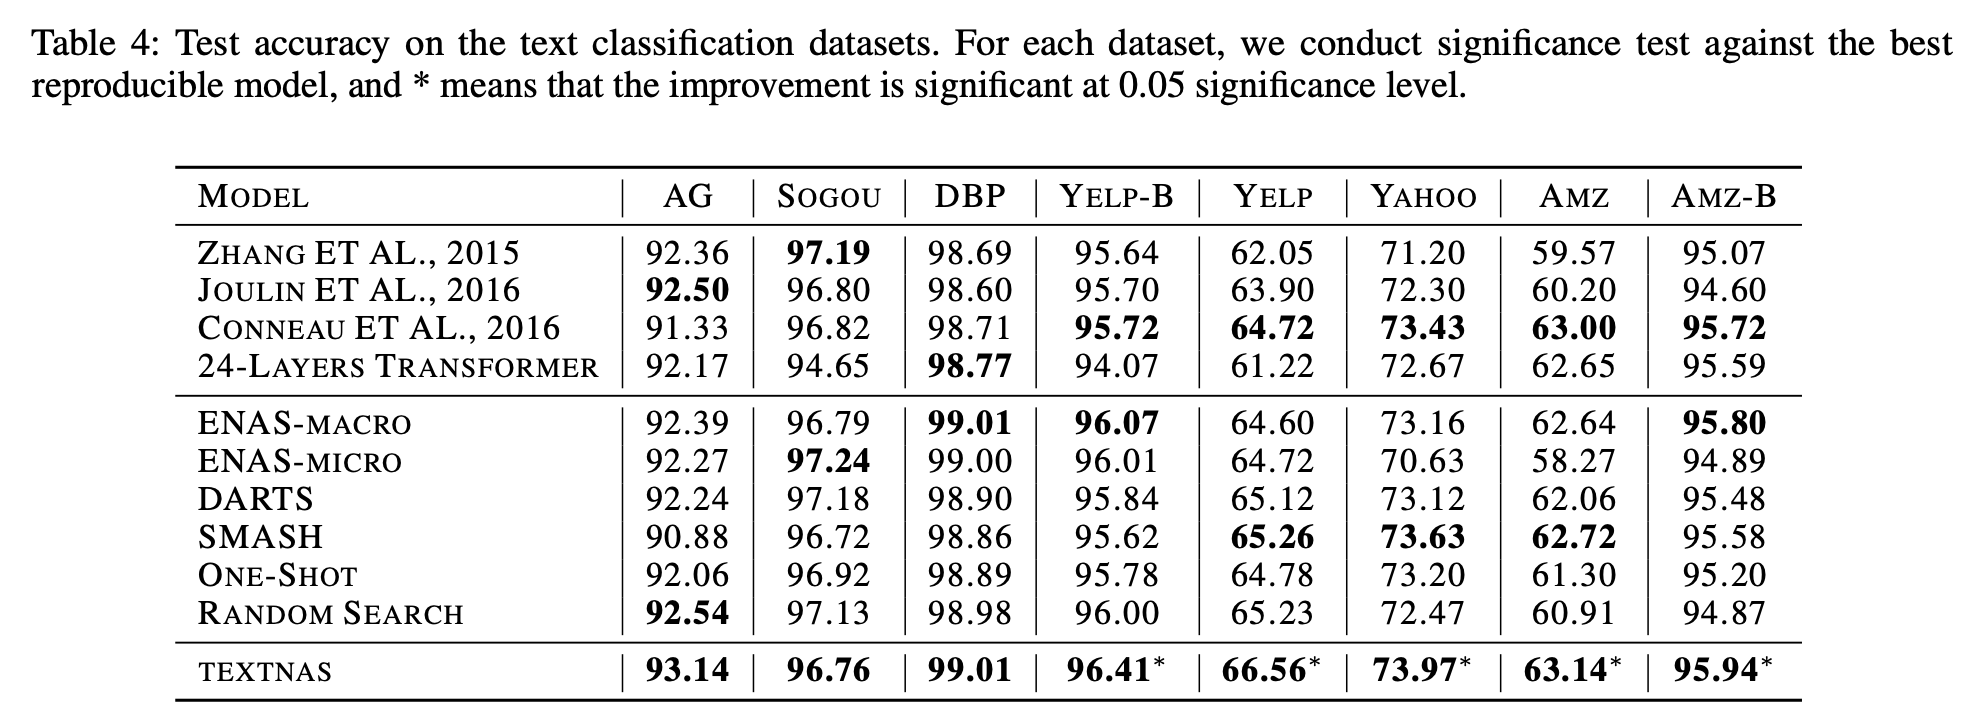 Table 4: Test accuracy on the text classification datasets. For each dataset, we conduct significance test against the best
reproducible model, and * means that the improvement is significant at 0.05 significance level.
MODEL AG SOGOU DBP YELP-B YELP YAHOO AMZ AMZ-B
ZHANG ET AL., 2015 92.36 97.19 98.69 95.64 62.05 71.20 59.57 95.07
JOULIN ET AL., 2016 92.50 96.80 98.60 95.70 63.90 72.30 60.20 94.60
CONNEAU ET AL., 2016 91.33 96.82 98.71 95.72 64.72 73.43 63.00 95.72
24-LAYERS TRANSFORMER 92.17 94.65 98.77 94.07 61.22 72.67 62.65 95.59
ENAS-MACRO 92.39 96.79 99.01 96.07 64.60 73.16 62.64 95.80
ENAS-MICRO 92.27 97.24 99.00 96.01 64.72 70.63 58.27 94.89
DARTS 92.24 97.18 98.90 95.84 65.12 73.12 62.06 95.48
SMASH 90.88 96.72 98.86 95.62 65.26 73.63 62.72 95.58
ONE-SHOT 92.06 96.92 98.89 95.78 64.78 73.20 61.30 95.20
RANDOM SEARCH 92.54 97.13 98.98 96.00 65.23 72.47 60.91 94.87
TEXTNAS 93.14 96.76 99.01 96.41* 66.56* 73.97* 63.14* 95.94*